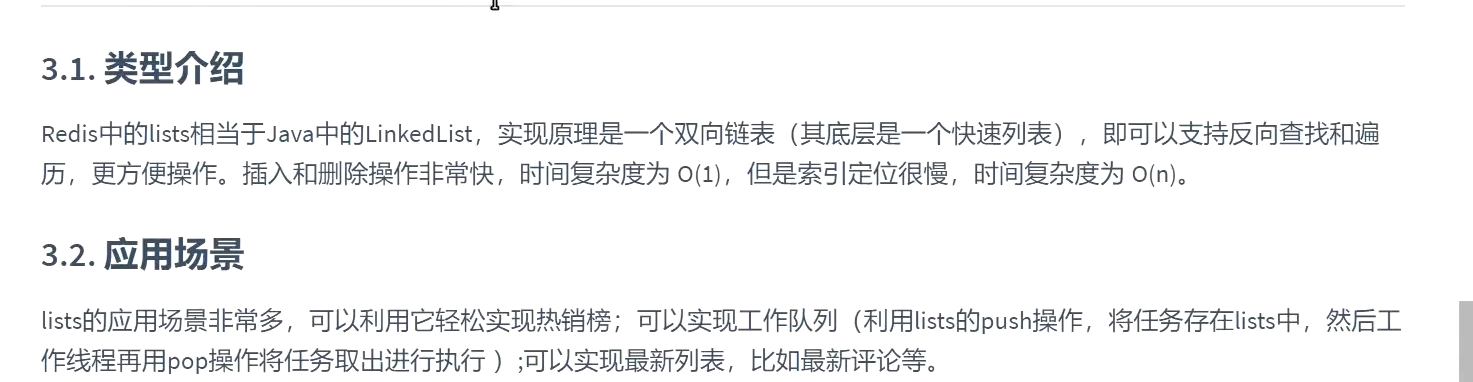 3.1. 类型介绍
Redis中的lists相当于Java中的LinkedList，实现原理是一个双向链表（其底层是一个快速列表），即可以支持反向查找和遍
历，更方便操作。插入和删除操作非常快，时间复杂度为 O(1)，但是索引定位很慢，时间复杂度为 O(n)。
3.2. 应用场景
lists的应用场景非常多，可以利用它轻松实现热销榜；可以实现工作队列（利用lists的push操作，将任务存在lists中，然后工
作线程再用pop操作将任务取出进行执行 ）;可以实现最新列表，比如最新评论等。